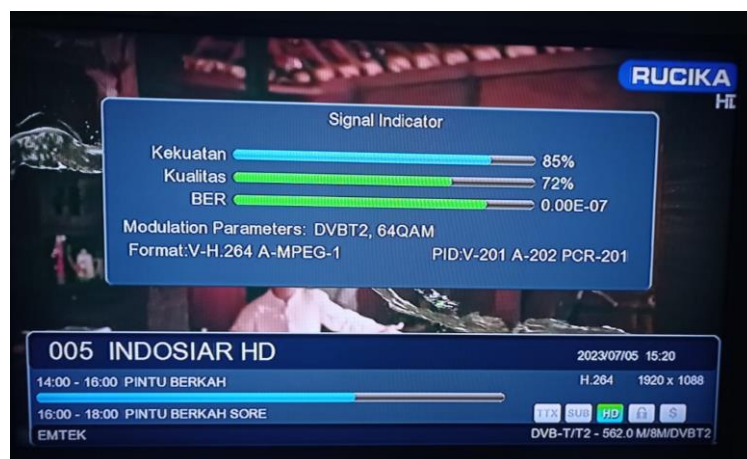 RUCIKA
HD
Signal Indicator
Kekuatan 85%
Kualitas 72%
BER 0.00E-07
Modulation Parameters: DVBT2, 64QAM
Format:V-H.264 A-MPEG-1 PID:V-201 A-202 PCR-201
005 INDOSIAR HD 2023/07/05 15:20
14:00 - 16:00 PINTU BERKAH H.264 1920 x 1088
16:00 - 18:00 PINTU BERKAH SORE TTX SUB HD $
EMTEK DVB-T/T2 - 562.0 M/8M/DVBT2